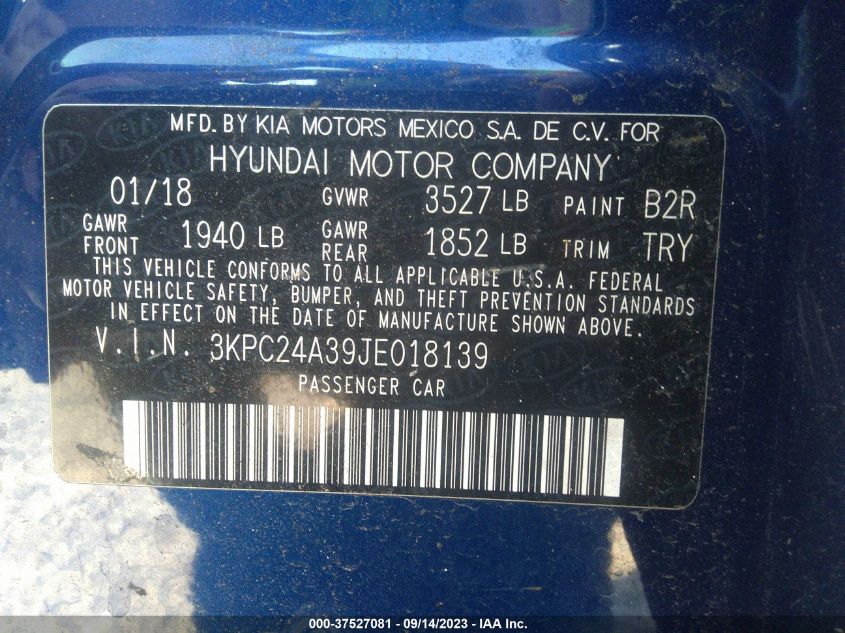 MFD. BY KIA MOTORS MEXICO S.A. DE C.V. FOR
HYUNDAI MOTOR COMPANY
01/18 GVWR 3527 LB PAINT B2R
GAWR FRONT 1940 LB GAWR REAR 1852 LB TRIM TRY
THIS VEHICLE CONFORMS TO ALL APPLICABLE U.S.A. FEDERAL
MOTOR VEHICLE SAFETY, BUMPER, AND THEFT PREVENTION STANDARDS
IN EFFECT ON THE DATE OF MANUFACTURE SHOWN ABOVE.
V.I.N. 3KPC24A39JE018139
PASSENGER CAR
000-37527081 - 09/14/2023 - IAA Inc.